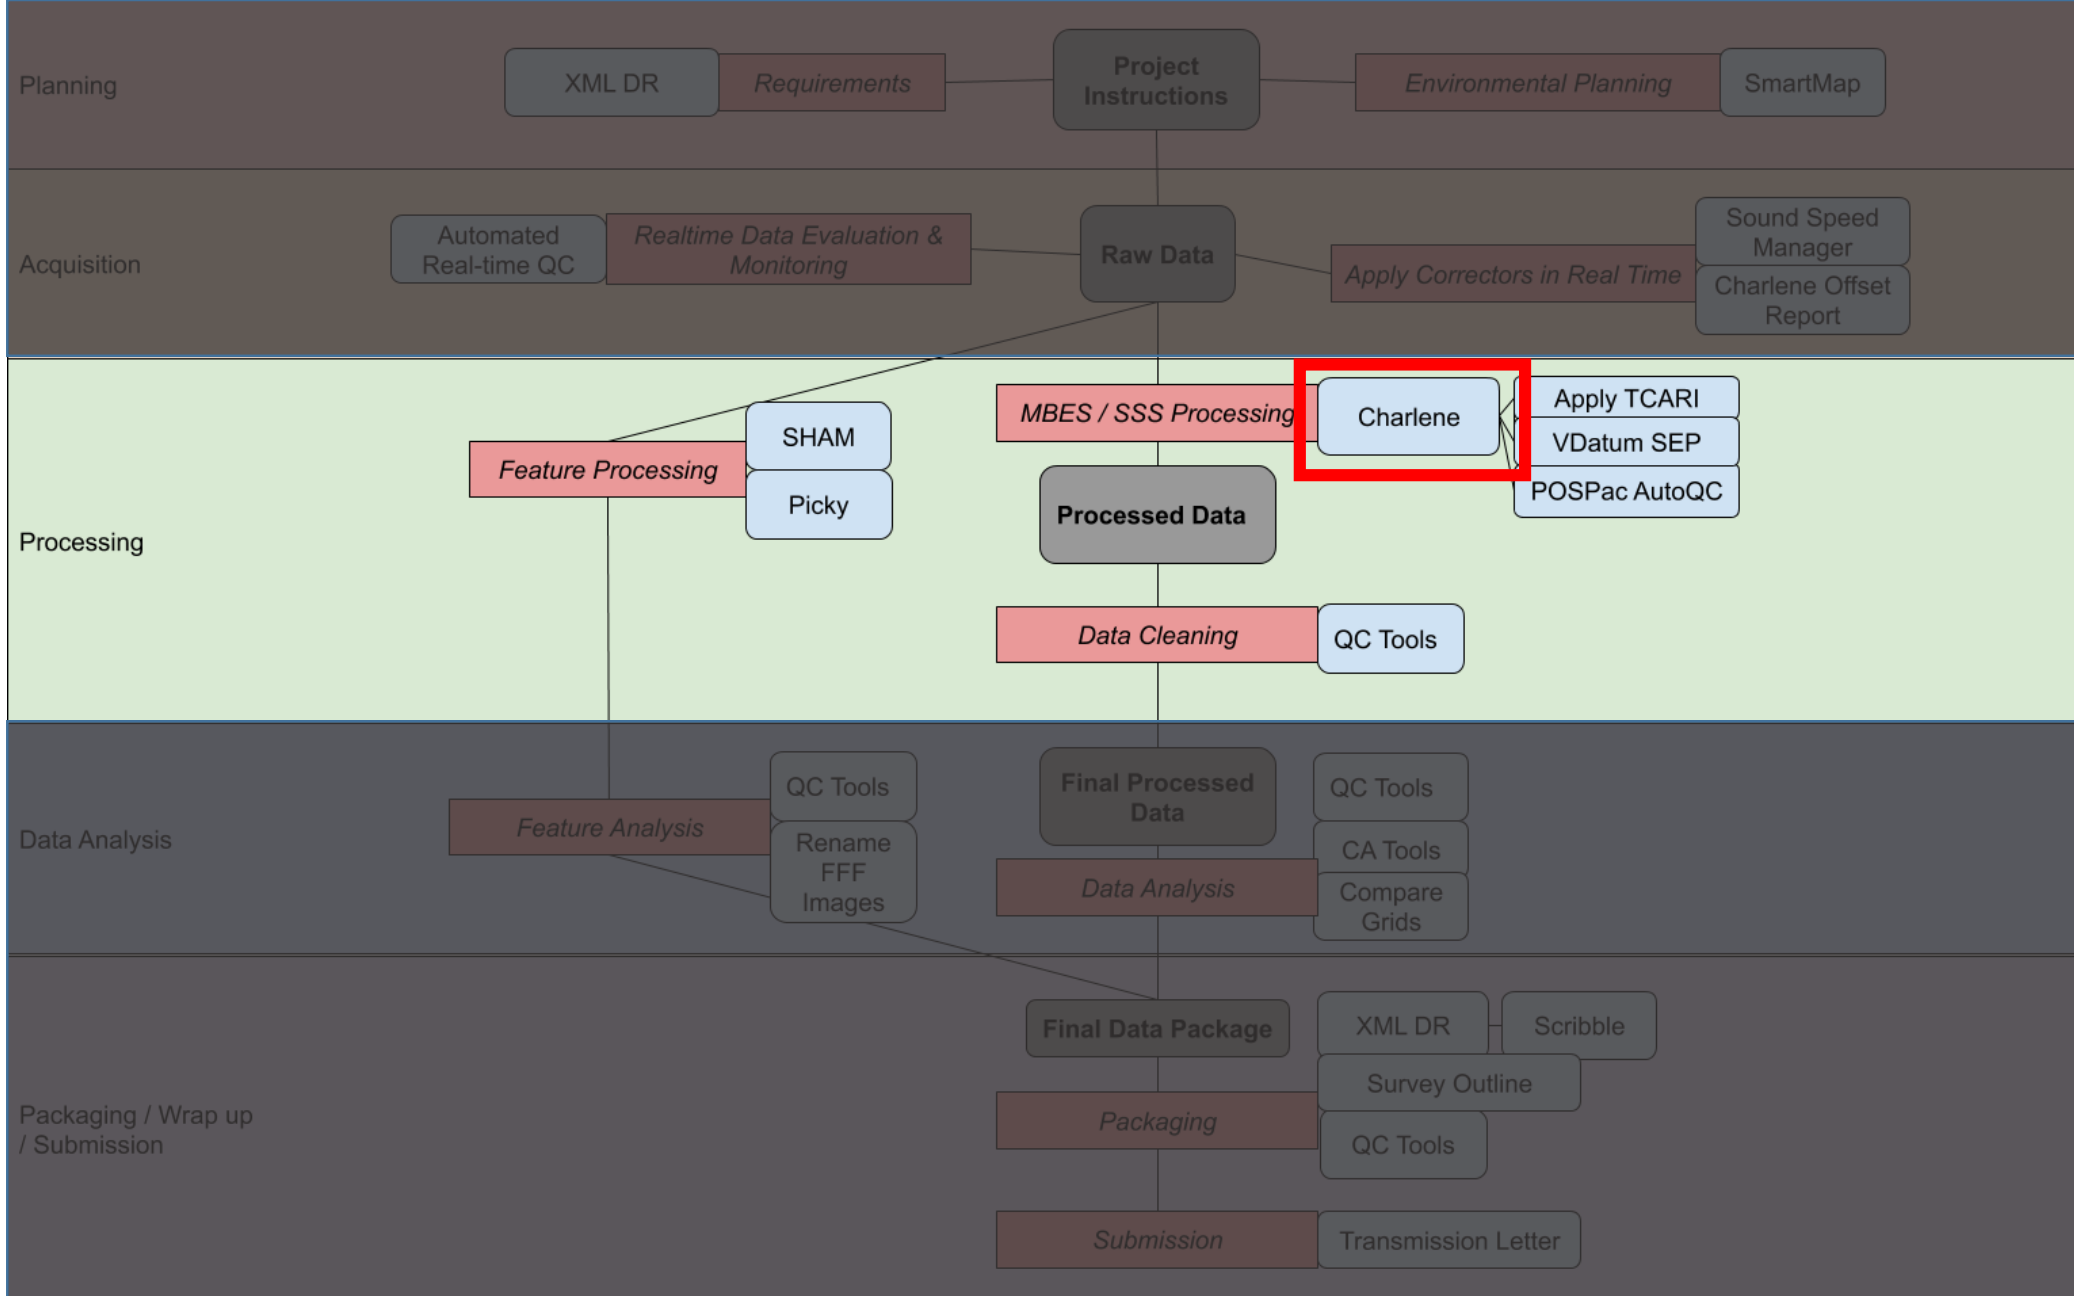 Planning
XML DR
Requirements
Project
Instructions
Environmental Planning
SmartMap
Acquisition
Automated
Real-time QC
Realtime Data Evaluation &
Monitoring
Raw Data
Apply Correctors in Real Time
Sound Speed
Manager
Charlene Offset
Report
Processing
SHAM
Feature Processing
Picky
MBES / SSS Processing
Charlene
Apply TCARI
VDatum SEP
POSPac AutoQC
Processed Data
Data Cleaning
QC Tools
Data Analysis
QC Tools
Feature Analysis
Rename
FFF
Images
Final Processed
Data
Data Analysis
QC Tools
CA Tools
Compare
Grids
Packaging / Wrap up
/ Submission
Final Data Package
XML DR
Scribble
Survey Outline
Packaging
QC Tools
Submission
Transmission Letter